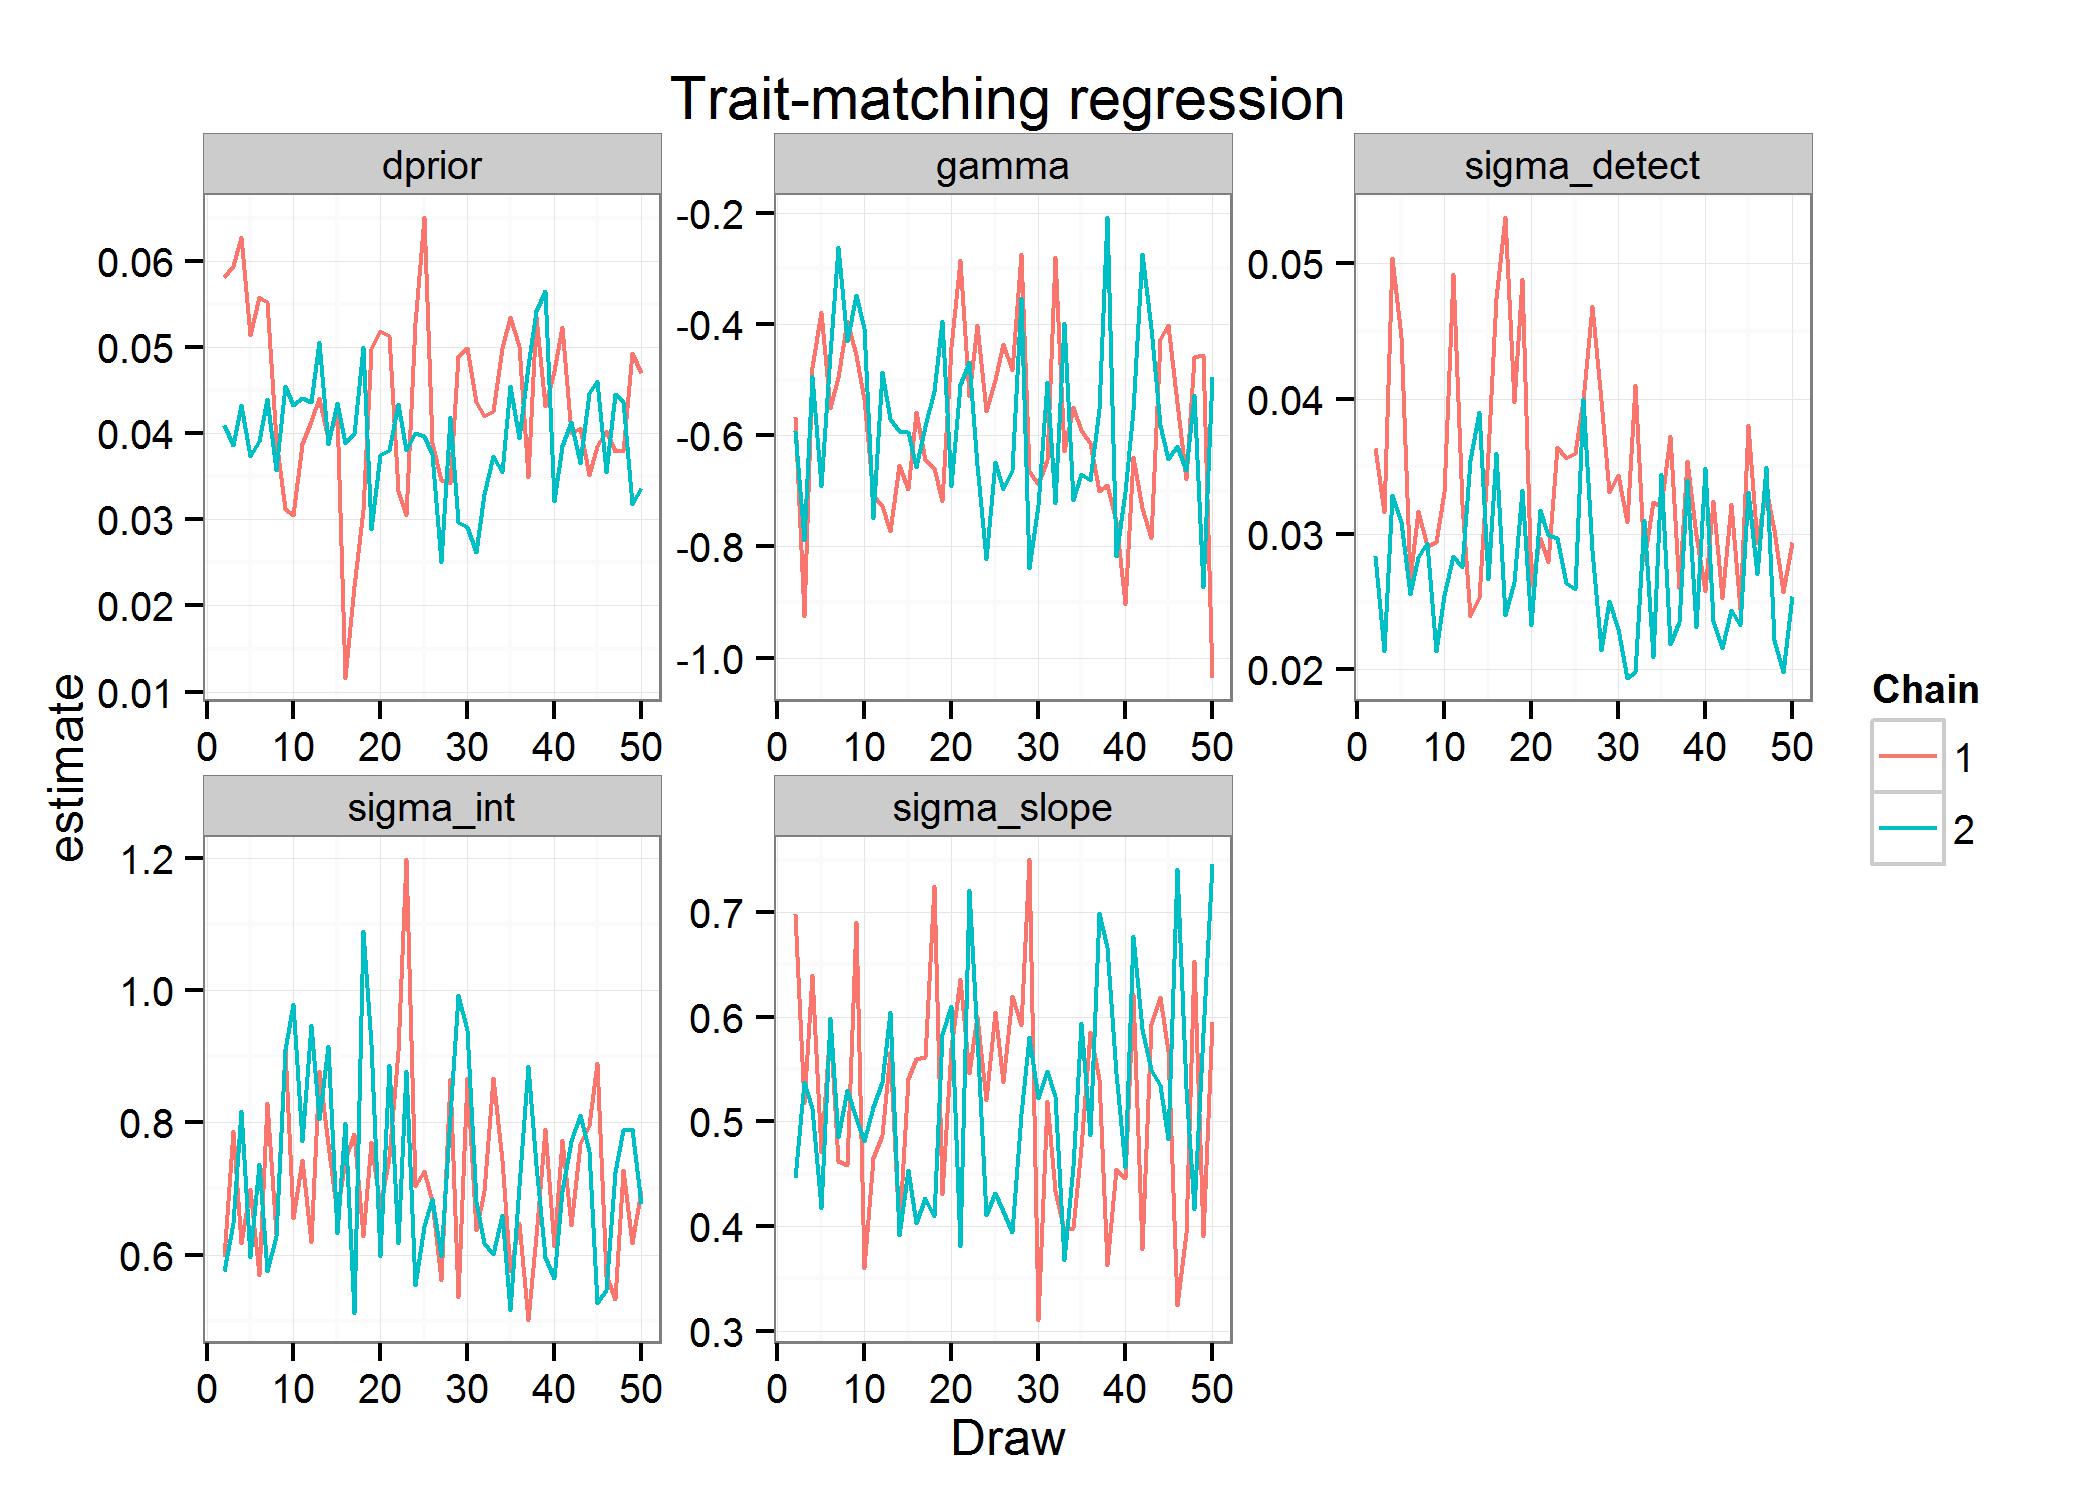 Trait-matching regression
dprior gamma sigma_detect
0.06
0.05
0.04
0.03
0.02
0.01
-0.2
-0.4
-0.6
-0.8
-1.0
0.05
0.04
0.03
0.02
0 10 20 30 40 50
0 10 20 30 40 50
0 10 20 30 40 50
estimate
sigma_int sigma_slope
1.2
1.0
0.8
0.6
0.7
0.6
0.5
0.4
0.3
0 10 20 30 40 50
0 10 20 30 40 50
Draw
Chain
1
2